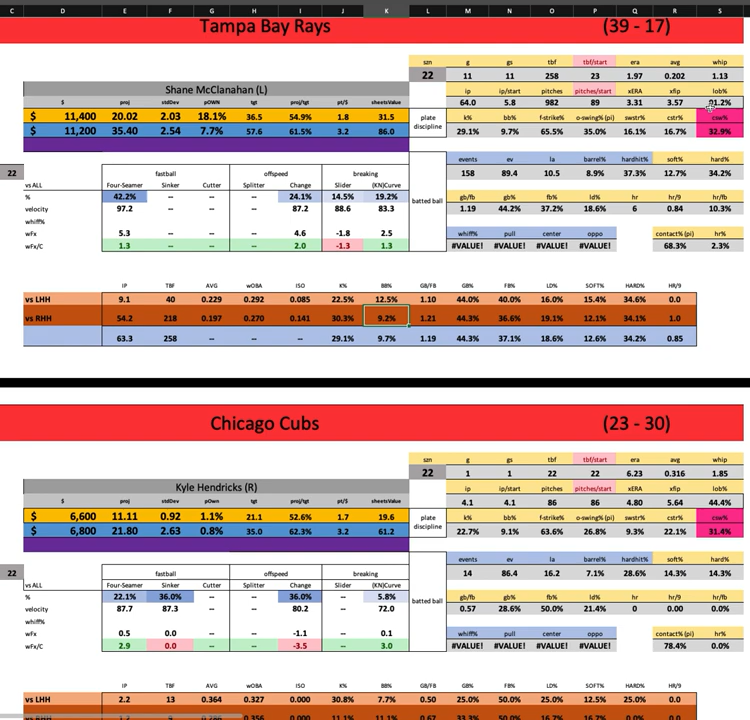 C D E F G H I J K L M N O P Q R S
Tampa Bay Rays (39 - 17)
szn g gs tbf tbf/start era avg whip
22 11 11 258 23 1.97 0.202 1.13
Shane McClanahan (L) ip ip/start pitches pitches/start xERA xfip lob%
$ proj stdDev pOWN tgt proj/tgt pt/$ sheetsValue 64.0 5.8 982 89 3.31 3.57 91.2%
$ 11,400 20.02 2.03 18.1% 36.5 54.9% 1.8 31.5 plate discipline k% bb% f-strike% o-swing% (pi) swstr% cstr% csw%
$ 11,200 35.40 2.54 7.7% 57.6 61.5% 3.2 86.0 29.1% 9.7% 65.5% 35.0% 16.1% 16.7% 32.9%
events ev la barrel% hardhit% soft% hard%
22 fastball offspeed breaking 158 89.4 10.5 8.9% 37.3% 12.7% 34.2%
vs ALL Four-Seamer Sinker Cutter Splitter Change Slider (KN)Curve
% 42.2% -- -- -- 24.1% 14.5% 19.2% batted ball gb/fb gb% fb% ld% hr hr/9 hr/fb
velocity 97.2 -- -- -- 87.2 88.6 83.3 1.19 44.2% 37.2% 18.6% 6 0.84 10.3%
whiff%
wFx 5.3 4.6 -1.8 2.5 whiff% pull center oppo contact% (pi) hr%
wFx/C 1.3 -- -- -- 2.0 -1.3 1.3 #VALUE! #VALUE! #VALUE! #VALUE! 68.3% 2.3%
IP TBF AVG wOBA ISO K% BB% GB/FB GB% FB% LD% SOFT% HARD% HR/9
vs LHH 9.1 40 0.229 0.292 0.085 22.5% 12.5% 1.10 44.0% 40.0% 16.0% 15.4% 34.6% 0.0
vs RHH 54.2 218 0.197 0.270 0.141 30.3% 9.2% 1.21 44.3% 36.6% 19.1% 12.1% 34.1% 1.0
63.3 258 -- -- -- 29.1% 9.7% 1.19 44.3% 37.1% 18.6% 12.6% 34.2% 0.85
Chicago Cubs (23 - 30)
szn g gs tbf tbf/start era avg whip
22 1 1 22 22 6.23 0.316 1.85
Kyle Hendricks (R) ip ip/start pitches pitches/start xERA xfip lob%
$ proj stdDev pOwn tgt proj/tgt pt/$ sheetsValue 4.1 4.1 86 86 4.80 5.64 44.4%
$ 6,600 11.11 0.92 1.1% 21.1 52.6% 1.7 19.6 plate discipline k% bb% f-strike% o-swing% (pi) swstr% cstr% csw%
$ 6,800 21.80 2.63 0.8% 35.0 62.3% 3.2 61.2 22.7% 9.1% 63.6% 26.8% 9.3% 22.1% 31.4%
events ev la barrel% hardhit% soft% hard%
22 fastball offspeed breaking 14 86.4 16.2 7.1% 28.6% 14.3% 14.3%
vs ALL Four-Seamer Sinker Cutter Splitter Change Slider (KN)Curve
% 22.1% 36.0% -- -- 36.0% -- 5.8% batted ball gb/fb gb% fb% ld% hr hr/9 hr/fb
velocity 87.7 87.3 -- -- 80.2 -- 72.0 0.57 28.6% 50.0% 21.4% 0 0.00 0.0%
whiff%
wFx 0.5 0.0 -1.1 0.1 whiff% pull center oppo contact% (pi) hr%
wFx/C 2.9 0.0 -- -- -3.5 -- 3.0 #VALUE! #VALUE! #VALUE! #VALUE! 78.4% 0.0%
IP TBF AVG wOBA ISO K% BB% GB/FB GB% FB% LD% SOFT% HARD% HR/9
vs LHH 2.2 13 0.364 0.327 0.000 30.8% 7.7% 0.50 25.0% 50.0% 25.0% 12.5% 25.0% 0.0
0.356 0.000 11.1% 11.1% 0.67 33.3% 50.0% 16.7% 16.7% 0.0% 0.0